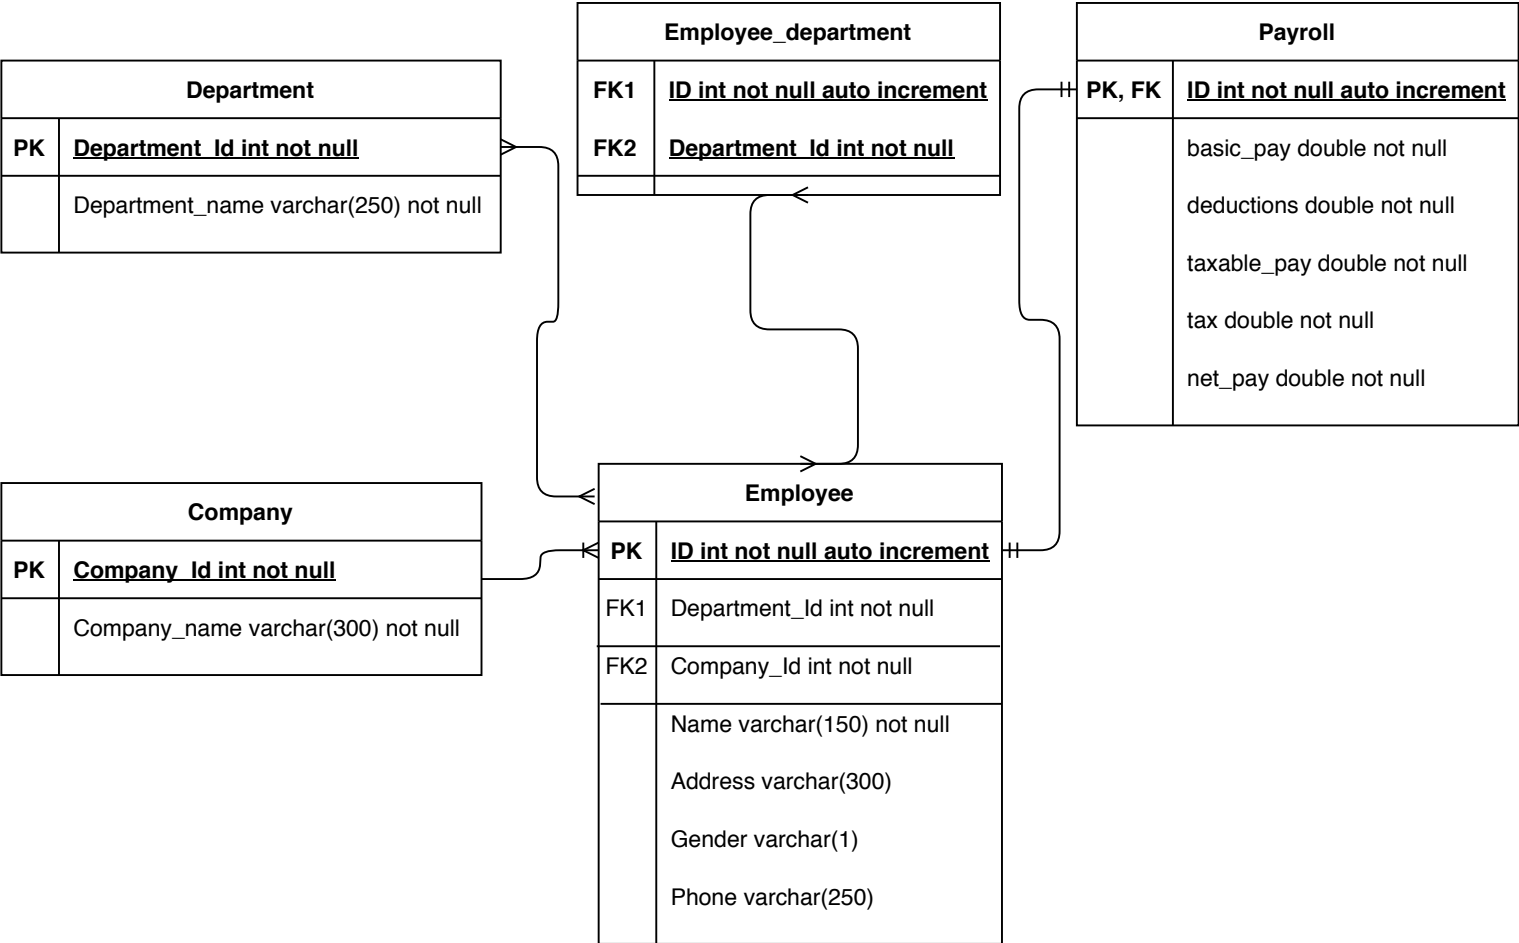 Employee_department
FK1 ID int not null auto increment
FK2 Department_Id int not null
Payroll
PK, FK ID int not null auto increment
basic_pay double not null
deductions double not null
taxable_pay double not null
tax double not null
net_pay double not null
Department
PK Department_Id int not null
Department_name varchar(250) not null
Company
PK Company_Id int not null
Company_name varchar(300) not null
Employee
PK ID int not null auto increment
FK1 Department_Id int not null
FK2 Company_Id int not null
Name varchar(150) not null
Address varchar(300)
Gender varchar(1)
Phone varchar(250)